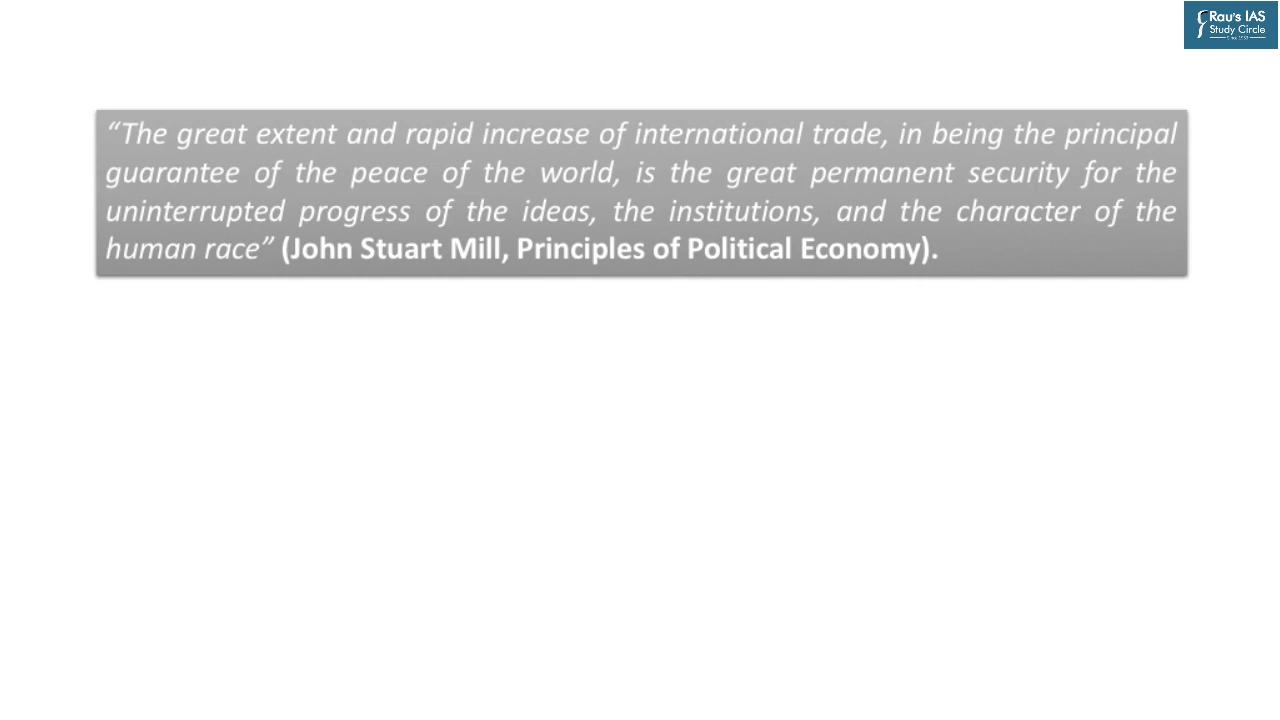 Rau's IAS
Study Circle
“The great extent and rapid increase of international trade, in being the principal
guarantee of the peace of the world, is the great permanent security for the
uninterrupted progress of the ideas, the institutions, and the character of the
human race” (John Stuart Mill, Principles of Political Economy).